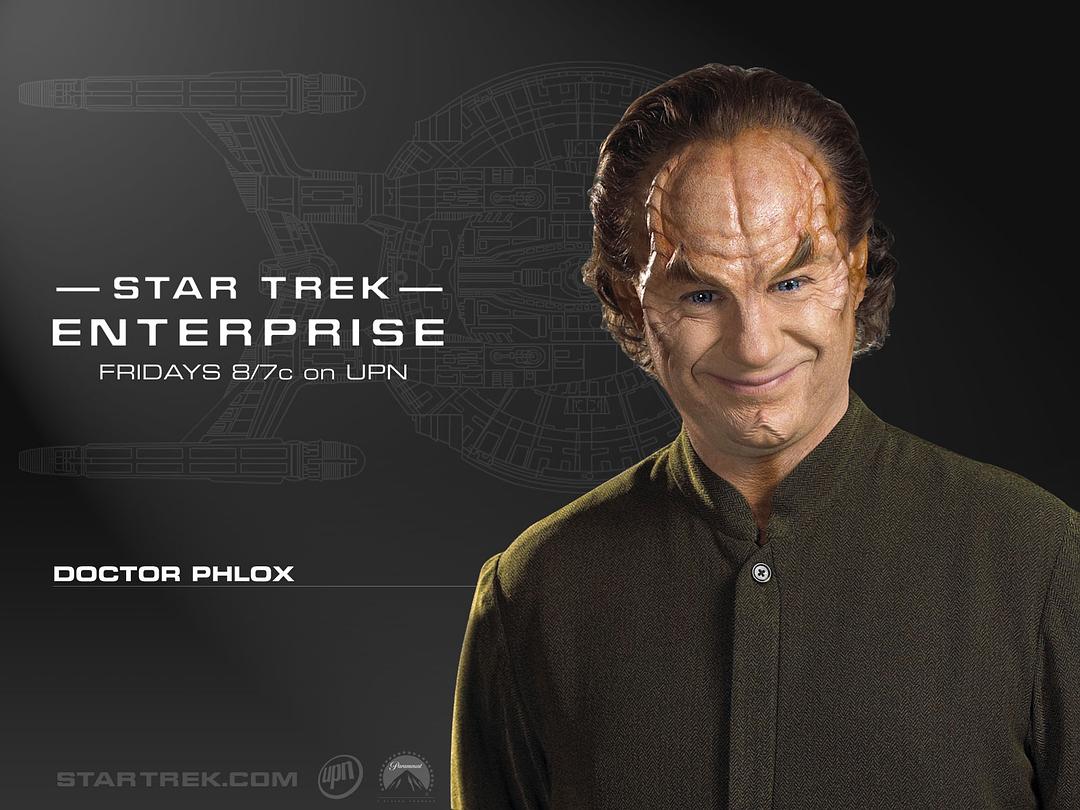 STAR TREK
ENTERPRISE
FRIDAYS 8/7c on UPN
DOCTOR PHLOX
STARTREK.COM
upn
Paramount